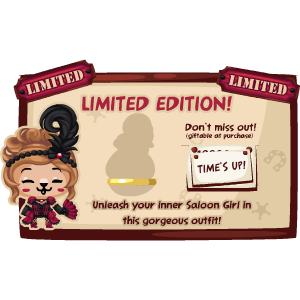 LIMITED
LIMITED
LIMITED EDITION!
Don't miss out!
(giftable at purchase)
TIME'S UP!
Unleash your inner Saloon Girl in
this gorgeous outfit!